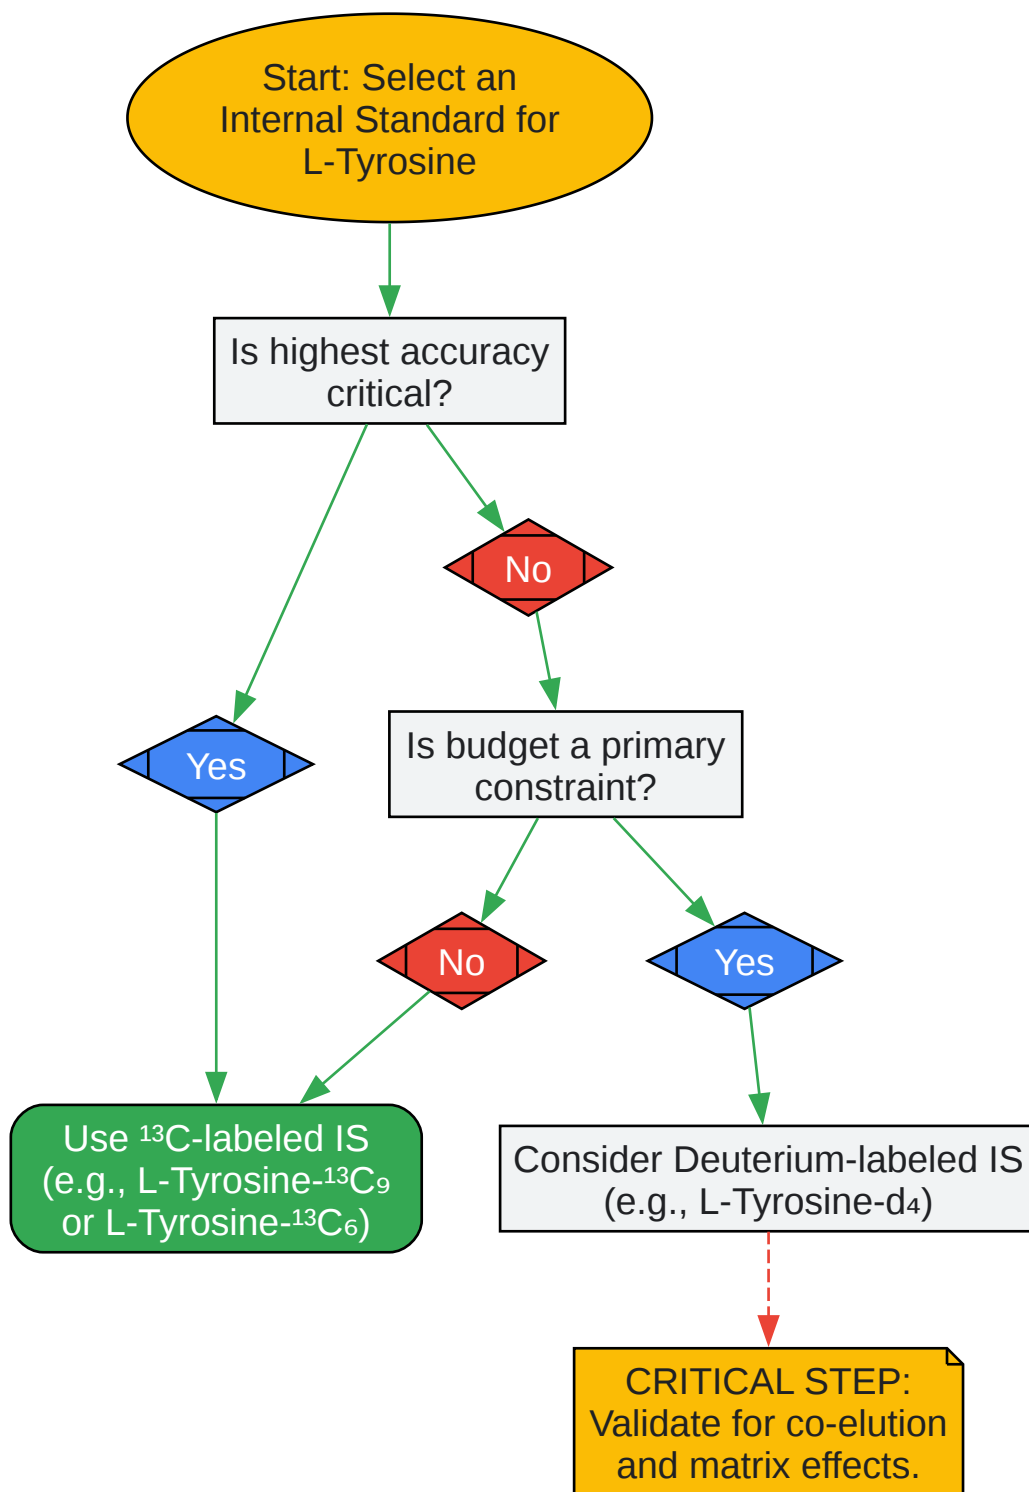 Start: Select an
Internal Standard for
L-Tyrosine
Is highest accuracy
critical?
No
Yes
Is budget a primary
constraint?
No
Yes
Use ¹³C-labeled IS
(e.g., L-Tyrosine-¹³C₉
or L-Tyrosine-¹³C₆)
Consider Deuterium-labeled IS
(e.g., L-Tyrosine-d₄)
CRITICAL STEP:
Validate for co-elution
and matrix effects.